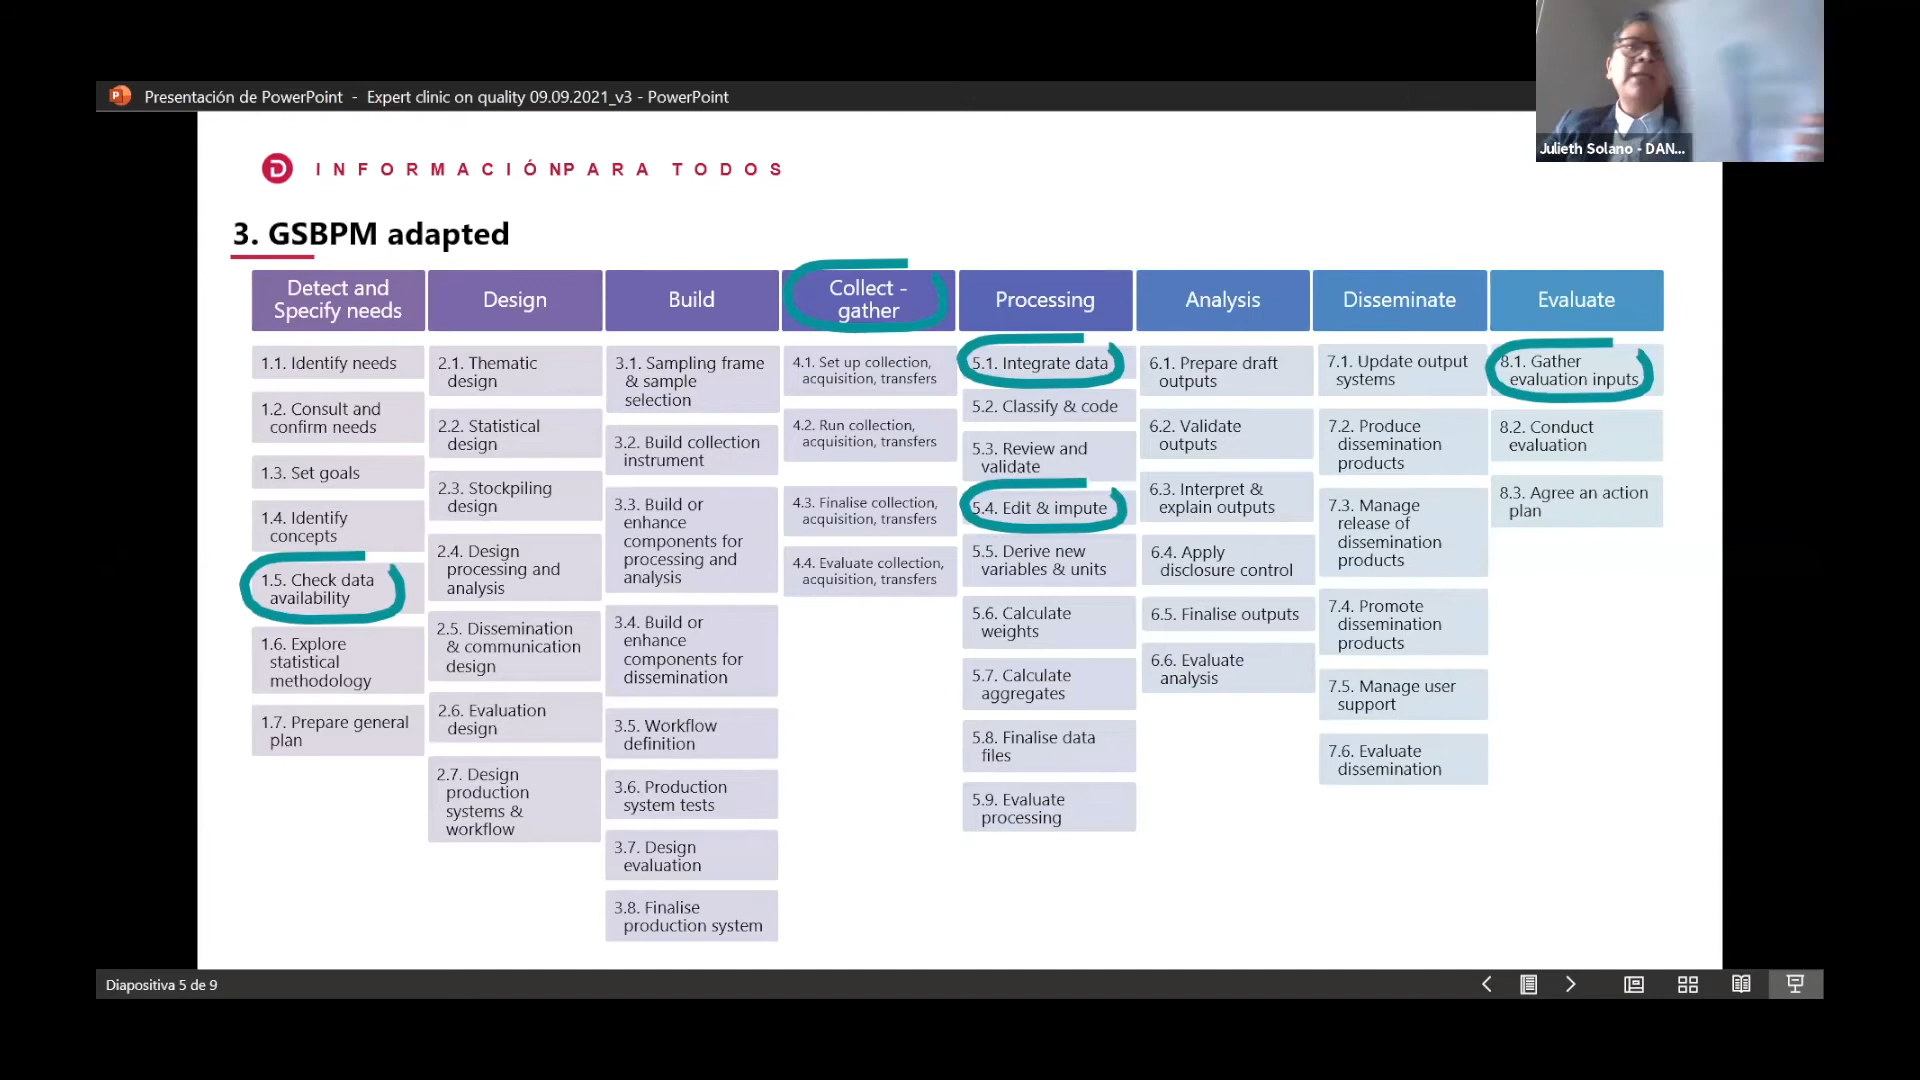 Presentación de PowerPoint - Expert clinic on quality 09.09.2021_v3 - PowerPoint
Julieth Solano - DAN...
INFORMACIÓNPARA TODOS
3. GSBPM adapted
Detect and
Specify needs
1.1. Identify needs
1.2. Consult and
confirm needs
1.3. Set goals
1.4. Identify
concepts
1.5. Check data
availability
1.6. Explore
statistical
methodology
1.7. Prepare general
plan
Design
2.1. Thematic
design
2.2. Statistical
design
2.3. Stockpiling
design
2.4. Design
processing and
analysis
2.5. Dissemination
& communication
design
2.6. Evaluation
design
2.7. Design
production
systems &
workflow
Build
3.1. Sampling frame
& sample
selection
3.2. Build collection
instrument
3.3. Build or
enhance
components for
processing and
analysis
3.4. Build or
enhance
components for
dissemination
3.5. Workflow
definition
3.6. Production
system tests
3.7. Design
evaluation
3.8. Finalise
production system
Collect -
gather
4.1. Set up collection,
acquisition, transfers
4.2. Run collection,
acquisition, transfers
4.3. Finalise collection,
acquisition, transfers
4.4. Evaluate collection,
acquisition, transfers
Processing
5.1. Integrate data
5.2. Classify & code
5.3. Review and
validate
5.4. Edit & impute
5.5. Derive new
variables & units
5.6. Calculate
weights
5.7. Calculate
aggregates
5.8. Finalise data
files
5.9. Evaluate
processing
Analysis
6.1. Prepare draft
outputs
6.2. Validate
outputs
6.3. Interpret &
explain outputs
6.4. Apply
disclosure control
6.5. Finalise outputs
6.6. Evaluate
analysis
Disseminate
7.1. Update output
systems
7.2. Produce
dissemination
products
7.3. Manage
release of
dissemination
products
7.4. Promote
dissemination
products
7.5. Manage user
support
7.6. Evaluate
dissemination
Evaluate
8.1. Gather
evaluation inputs
8.2. Conduct
evaluation
8.3. Agree an action
plan
Diapositiva 5 de 9